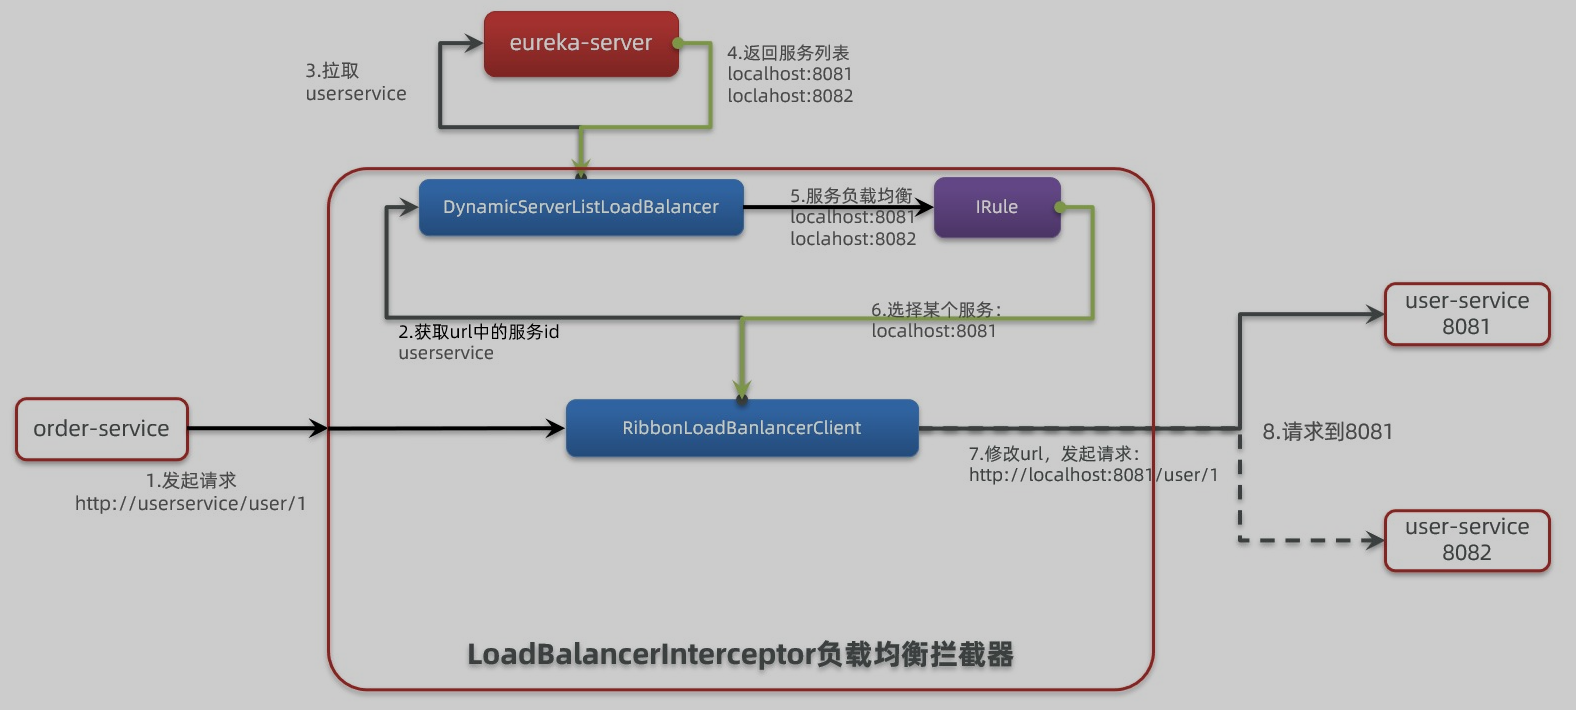 eureka-server
3.拉取
userservice
4.返回服务列表
localhost:8081
loclahost:8082
DynamicServerListLoadBalancer
5.服务负载均衡
localhost:8081
loclahost:8082
IRule
2.获取url中的服务id
userservice
6.选择某个服务：
localhost:8081
user-service
8081
order-service
1.发起请求
http://userservice/user/1
RibbonLoadBanlancerClient
7.修改url，发起请求：
http://localhost:8081/user/1
8.请求到8081
user-service
8082
LoadBalancerInterceptor负载均衡拦截器